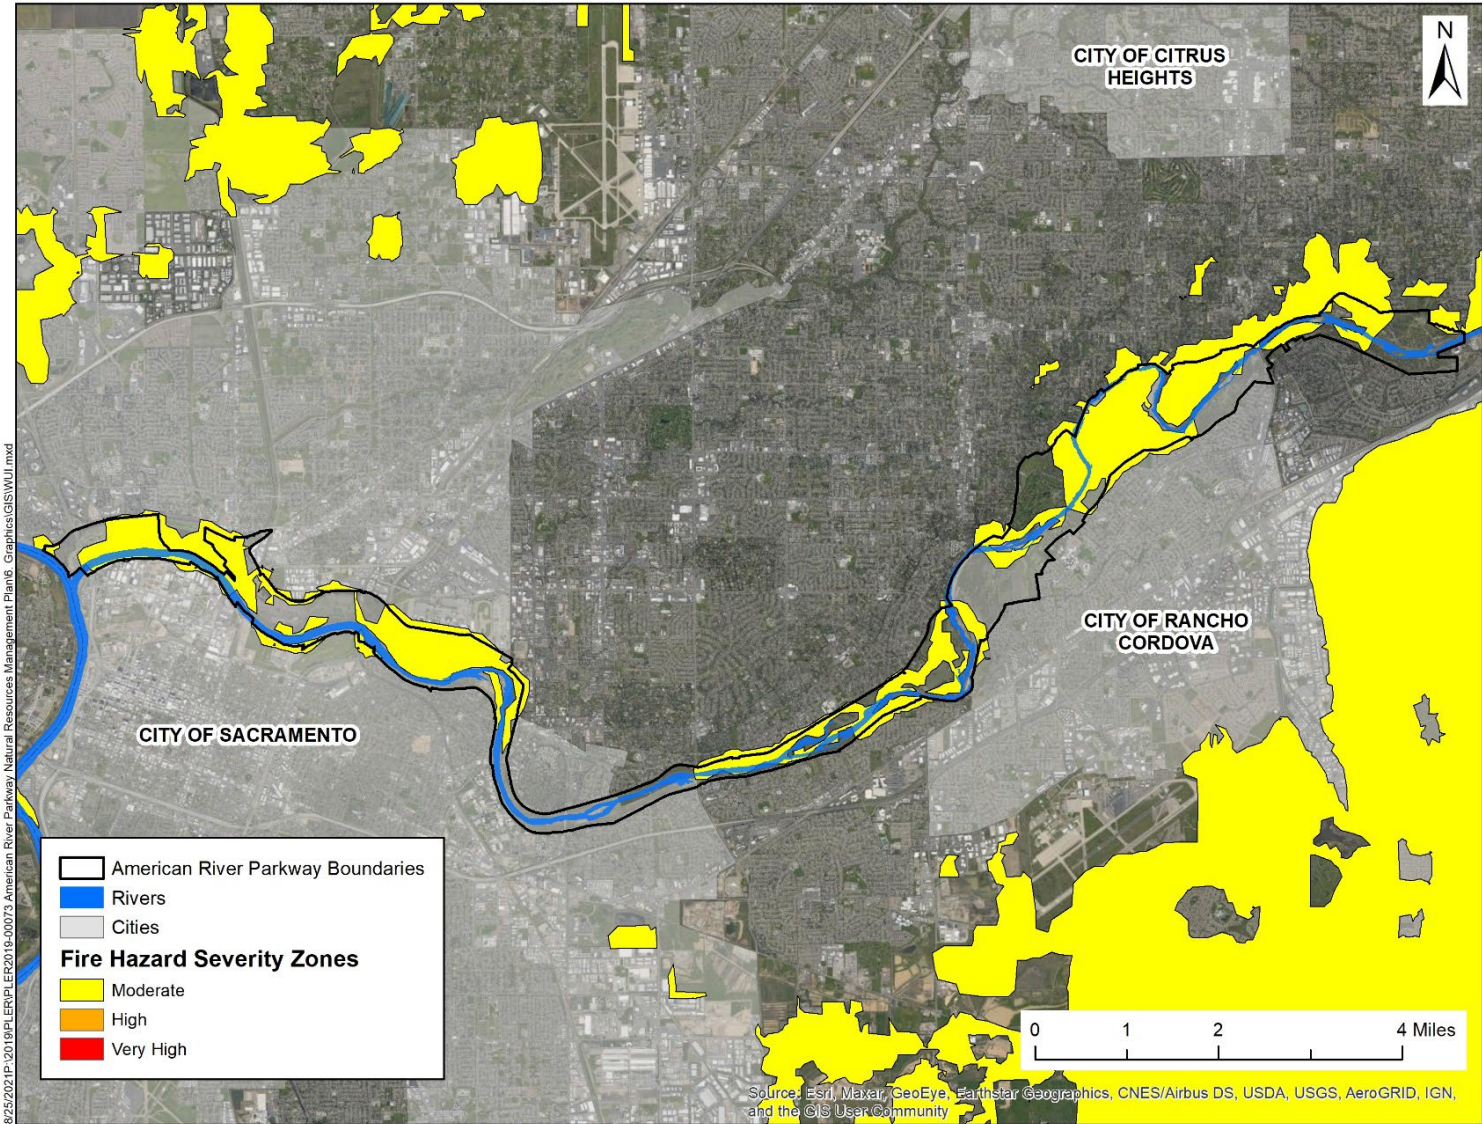 CITY OF CITRUS
HEIGHTS
N
CITY OF RANCHO
CORDOVA
CITY OF SACRAMENTO
American River Parkway Boundaries
Rivers
Cities
Fire Hazard Severity Zones
Moderate
High
Very High
0 1 2 4 Miles
Source: Esri, Maxar, GeoEye, Earthstar Geographics, CNES/Airbus DS, USDA, USGS, AeroGRID, IGN,
and the GIS User Community
8/25/2021P:\2019\PLER\PLER2019-00073 American River Parkway Natural Resources Management Plan\6. Graphics\GIS\WUI.mxd